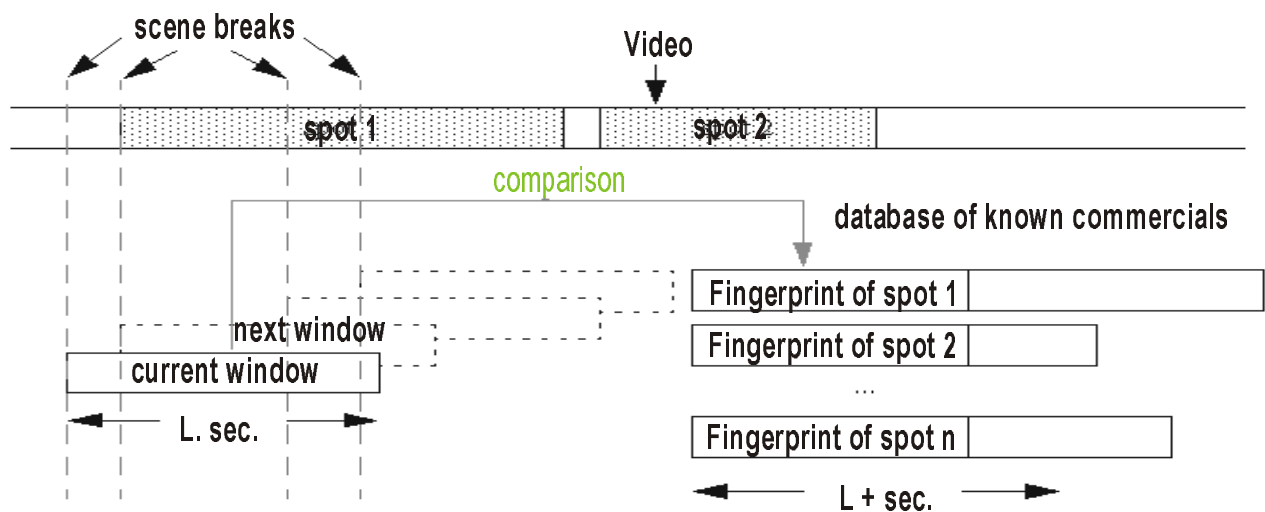 scene breaks
Video
spot 1
spot 2
comparison
database of known commercials
Fingerprint of spot 1
next window
Fingerprint of spot 2
current window
...
L. sec.
Fingerprint of spot n
L + sec.